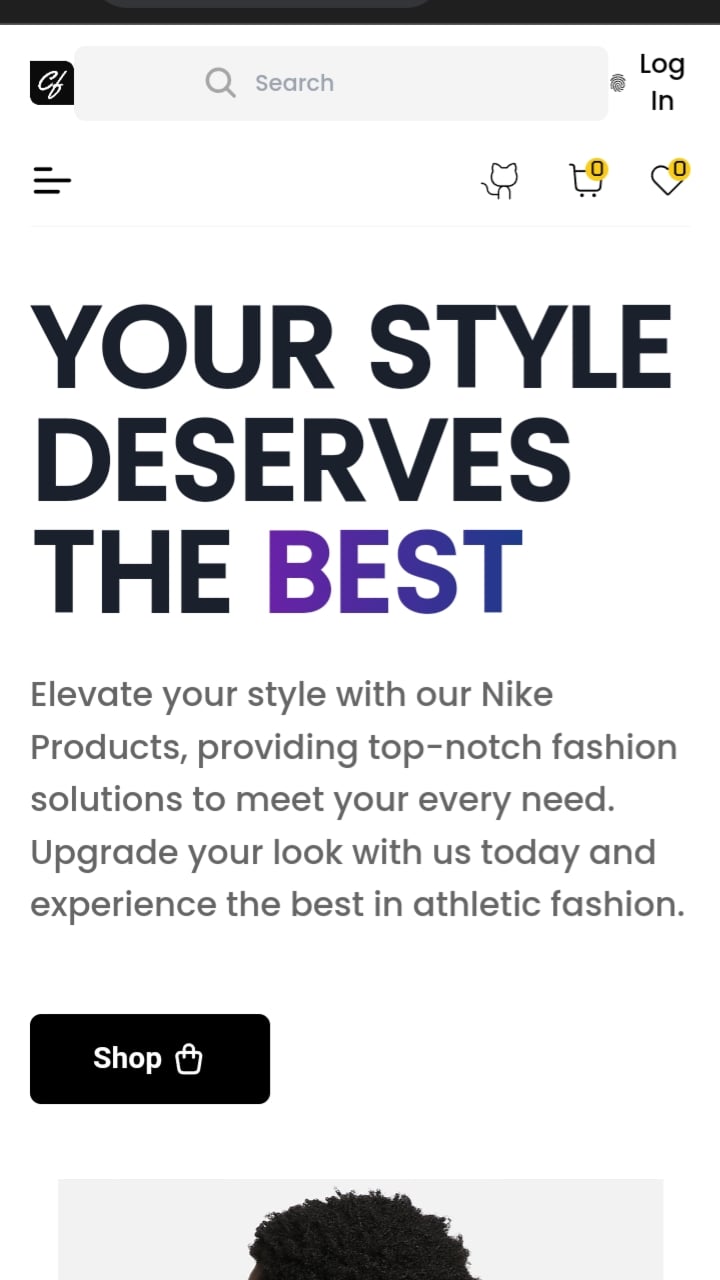 Cf
Search
Log
In
0
0
YOUR STYLE
DESERVES
THE BEST
Elevate your style with our Nike
Products, providing top-notch fashion
solutions to meet your every need.
Upgrade your look with us today and
experience the best in athletic fashion.
Shop